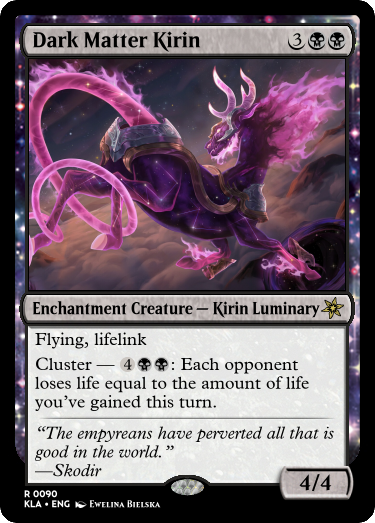 Dark Matter Kirin 3
Enchantment Creature — Kirin Luminary
Flying, lifelink
Cluster — 4: Each opponent
loses life equal to the amount of life
you've gained this turn.
“The empyreans have perverted all that is
good in the world.”
—Skodir
4/4
R 0090
KLA • ENG Ewelina Bielska